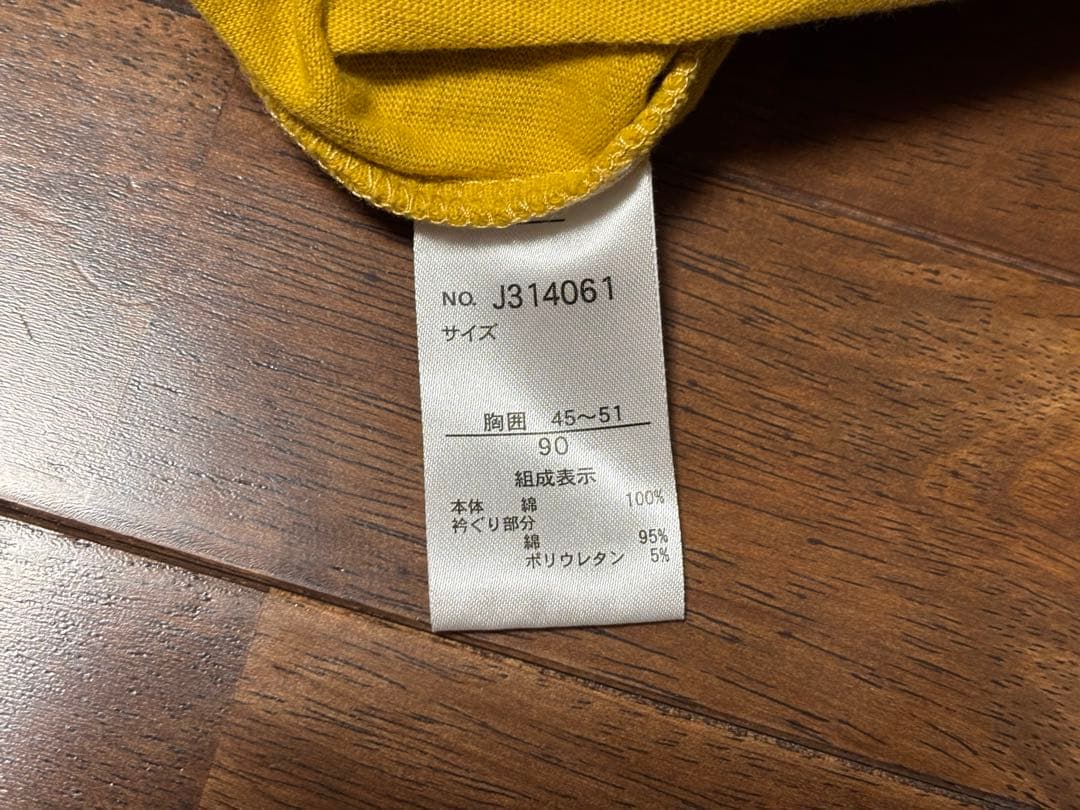 NO. J314061
サイズ
胸囲 45〜51
90
組成表示
本体 綿 100%
衿ぐり部分
綿 95%
ポリウレタン 5%